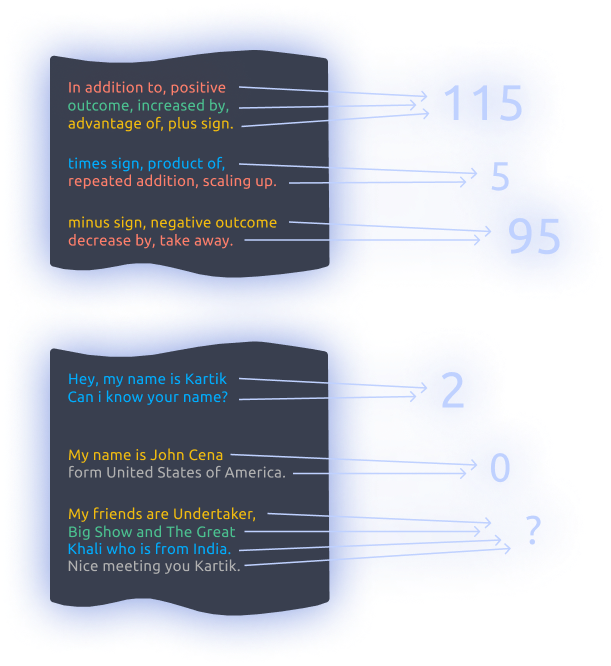 In addition to, positive
outcome, increased by,
advantage of, plus sign.
115
times sign, product of,
repeated addition, scaling up.
5
minus sign, negative outcome
decrease by, take away.
95
Hey, my name is Kartik
Can i know your name?
2
My name is John Cena
form United States of America.
0
My friends are Undertaker,
Big Show and The Great
Khali who is from India.
Nice meeting you Kartik.
?